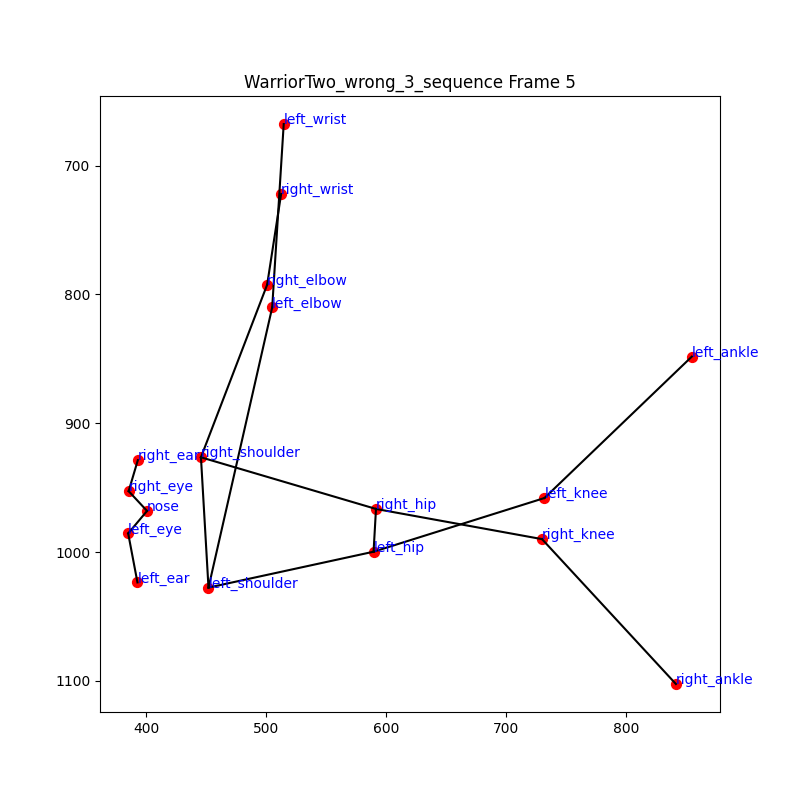 WarriorTwo_wrong_3_sequence Frame 5
left_wrist
right_wrist
right_elbow
left_elbow
left_ankle
right_ear
right_shoulder
right_eye
left_knee
nose
right_hip
left_eye
right_knee
left_hip
left_ear
left_shoulder
right_ankle
700
800
900
1000
1100
400
500
600
700
800